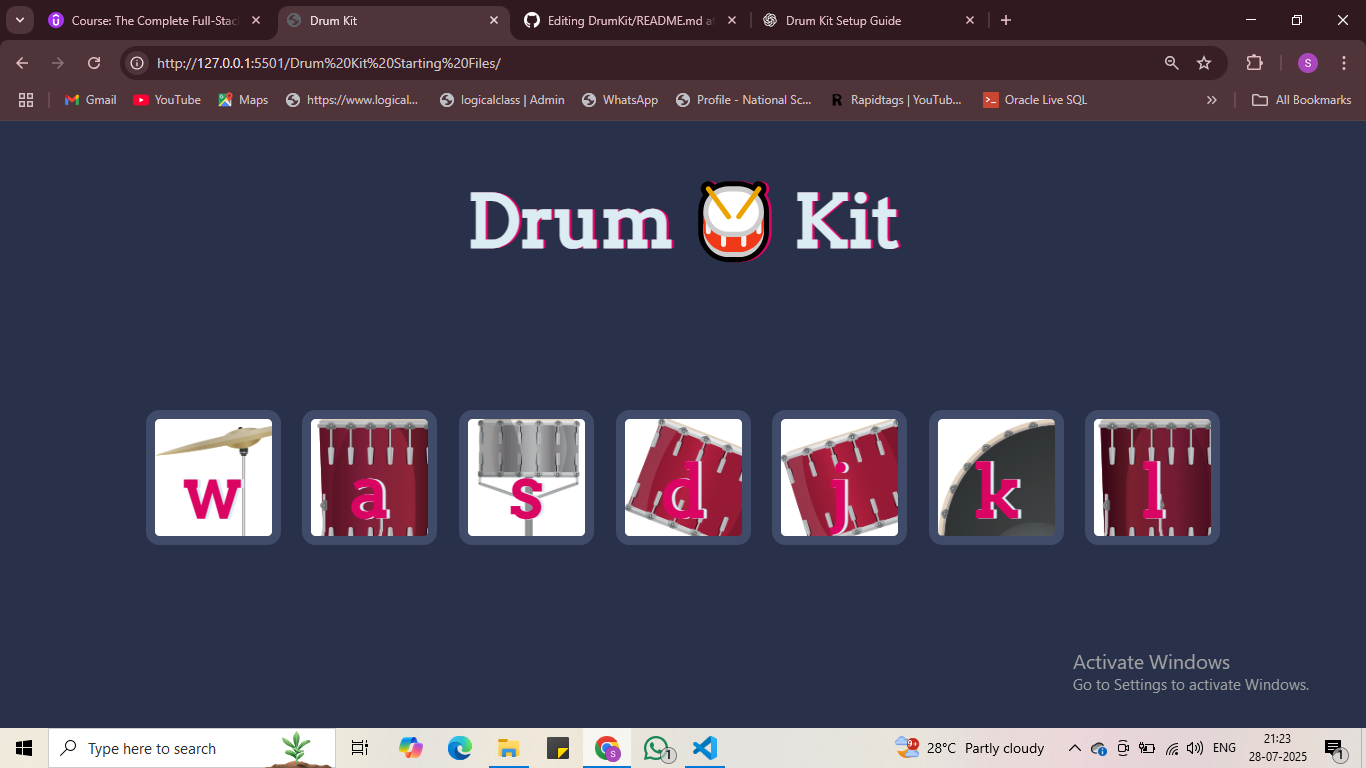 Course: The Complete Full-Stac
Drum Kit
Editing DrumKit/README.md a
Drum Kit Setup Guide
http://127.0.0.1:5501/Drum%20Kit%20Starting%20Files/
S
Gmail
YouTube
Maps
https://www.logical...
logicalclass | Admin
WhatsApp
Profile - National Sc...
R
Rapidtags | YouTub...
Oracle Live SQL
All Bookmarks
Drum Kit
w
a
s
d
j
k
l
Activate Windows
Go to Settings to activate Windows.
Type here to search
S
1
28°C Partly cloudy
ENG
21:23
28-07-2025
1